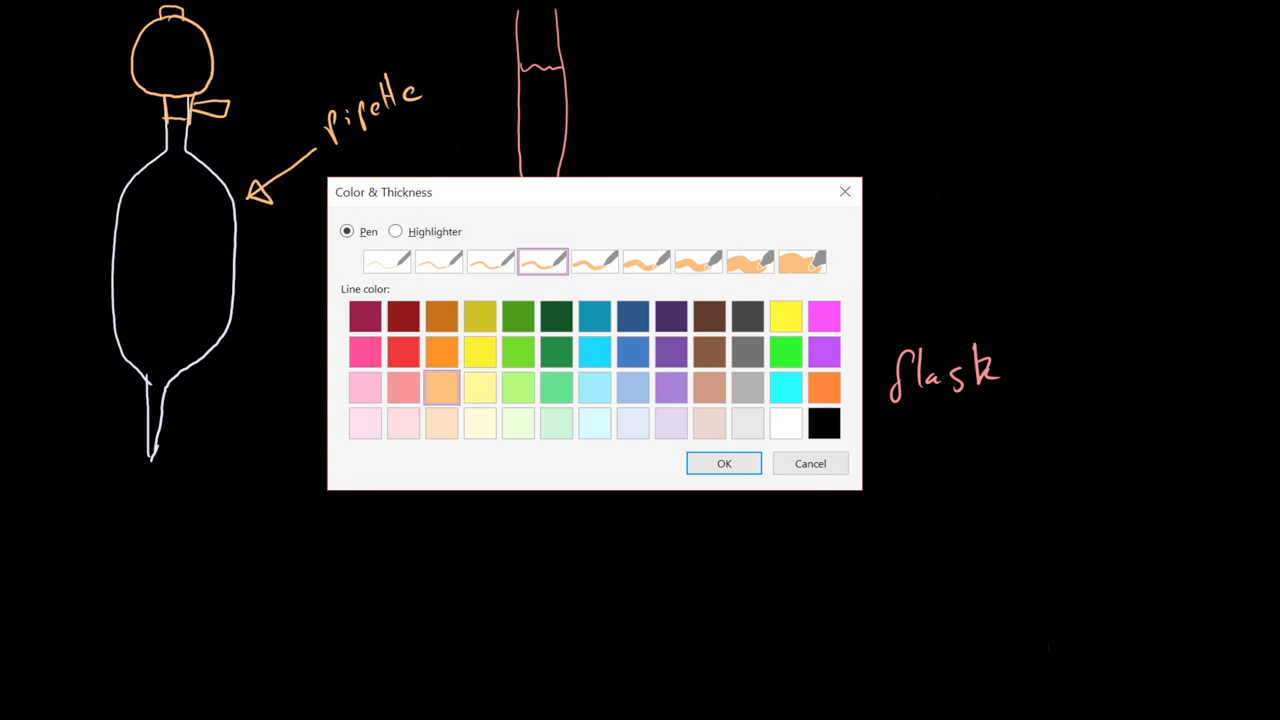 pipette
Color & Thickness
Pen Highlighter
Line color:
flask
OK Cancel